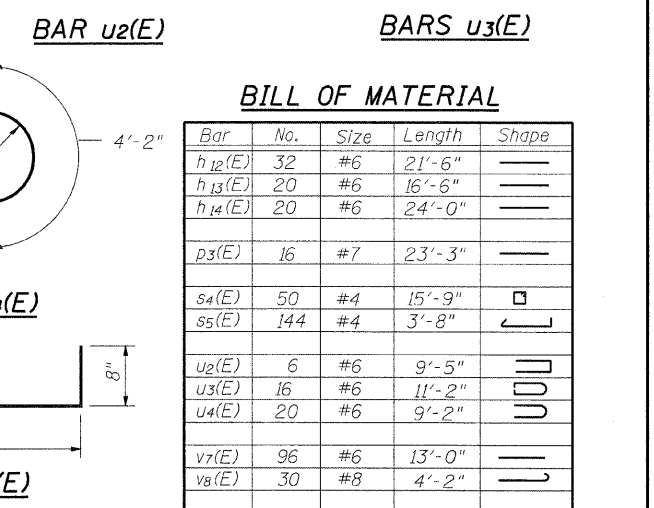 BAR u2(E)
BARS u3(E)
BILL OF MATERIAL
4'-2"
Bar No. Size Length Shape
h12(E) 32 #6 21'-6"
h13(E) 20 #6 16'-6"
h14(E) 20 #6 24'-0"
p3(E) 16 #7 23'-3"
s4(E) 50 #4 15'-9"
s5(E) 144 #4 3'-8"
(E)
8"
u2(E) 6 #6 9'-5"
u3(E) 16 #6 11'-2"
u4(E) 20 #6 9'-2"
v7(E) 96 #6 13'-0"
v8(E) 30 #8 4'-2"
(E)